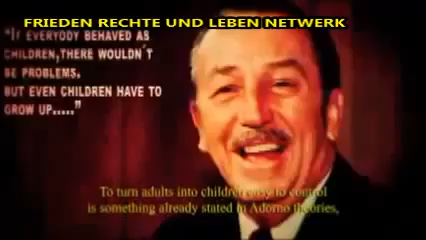 FRIEDEN RECHTE UND LEBEN NETWERK
"IF EVERYBODY BEHAVED AS
CHILDREN,THERE WOULDN´T
BE PROBLEMS,
BUT EVEN CHILDREN HAVE TO
GROW UP....."
To turn adults into children easy to control
is something already stated in Adorno theories,